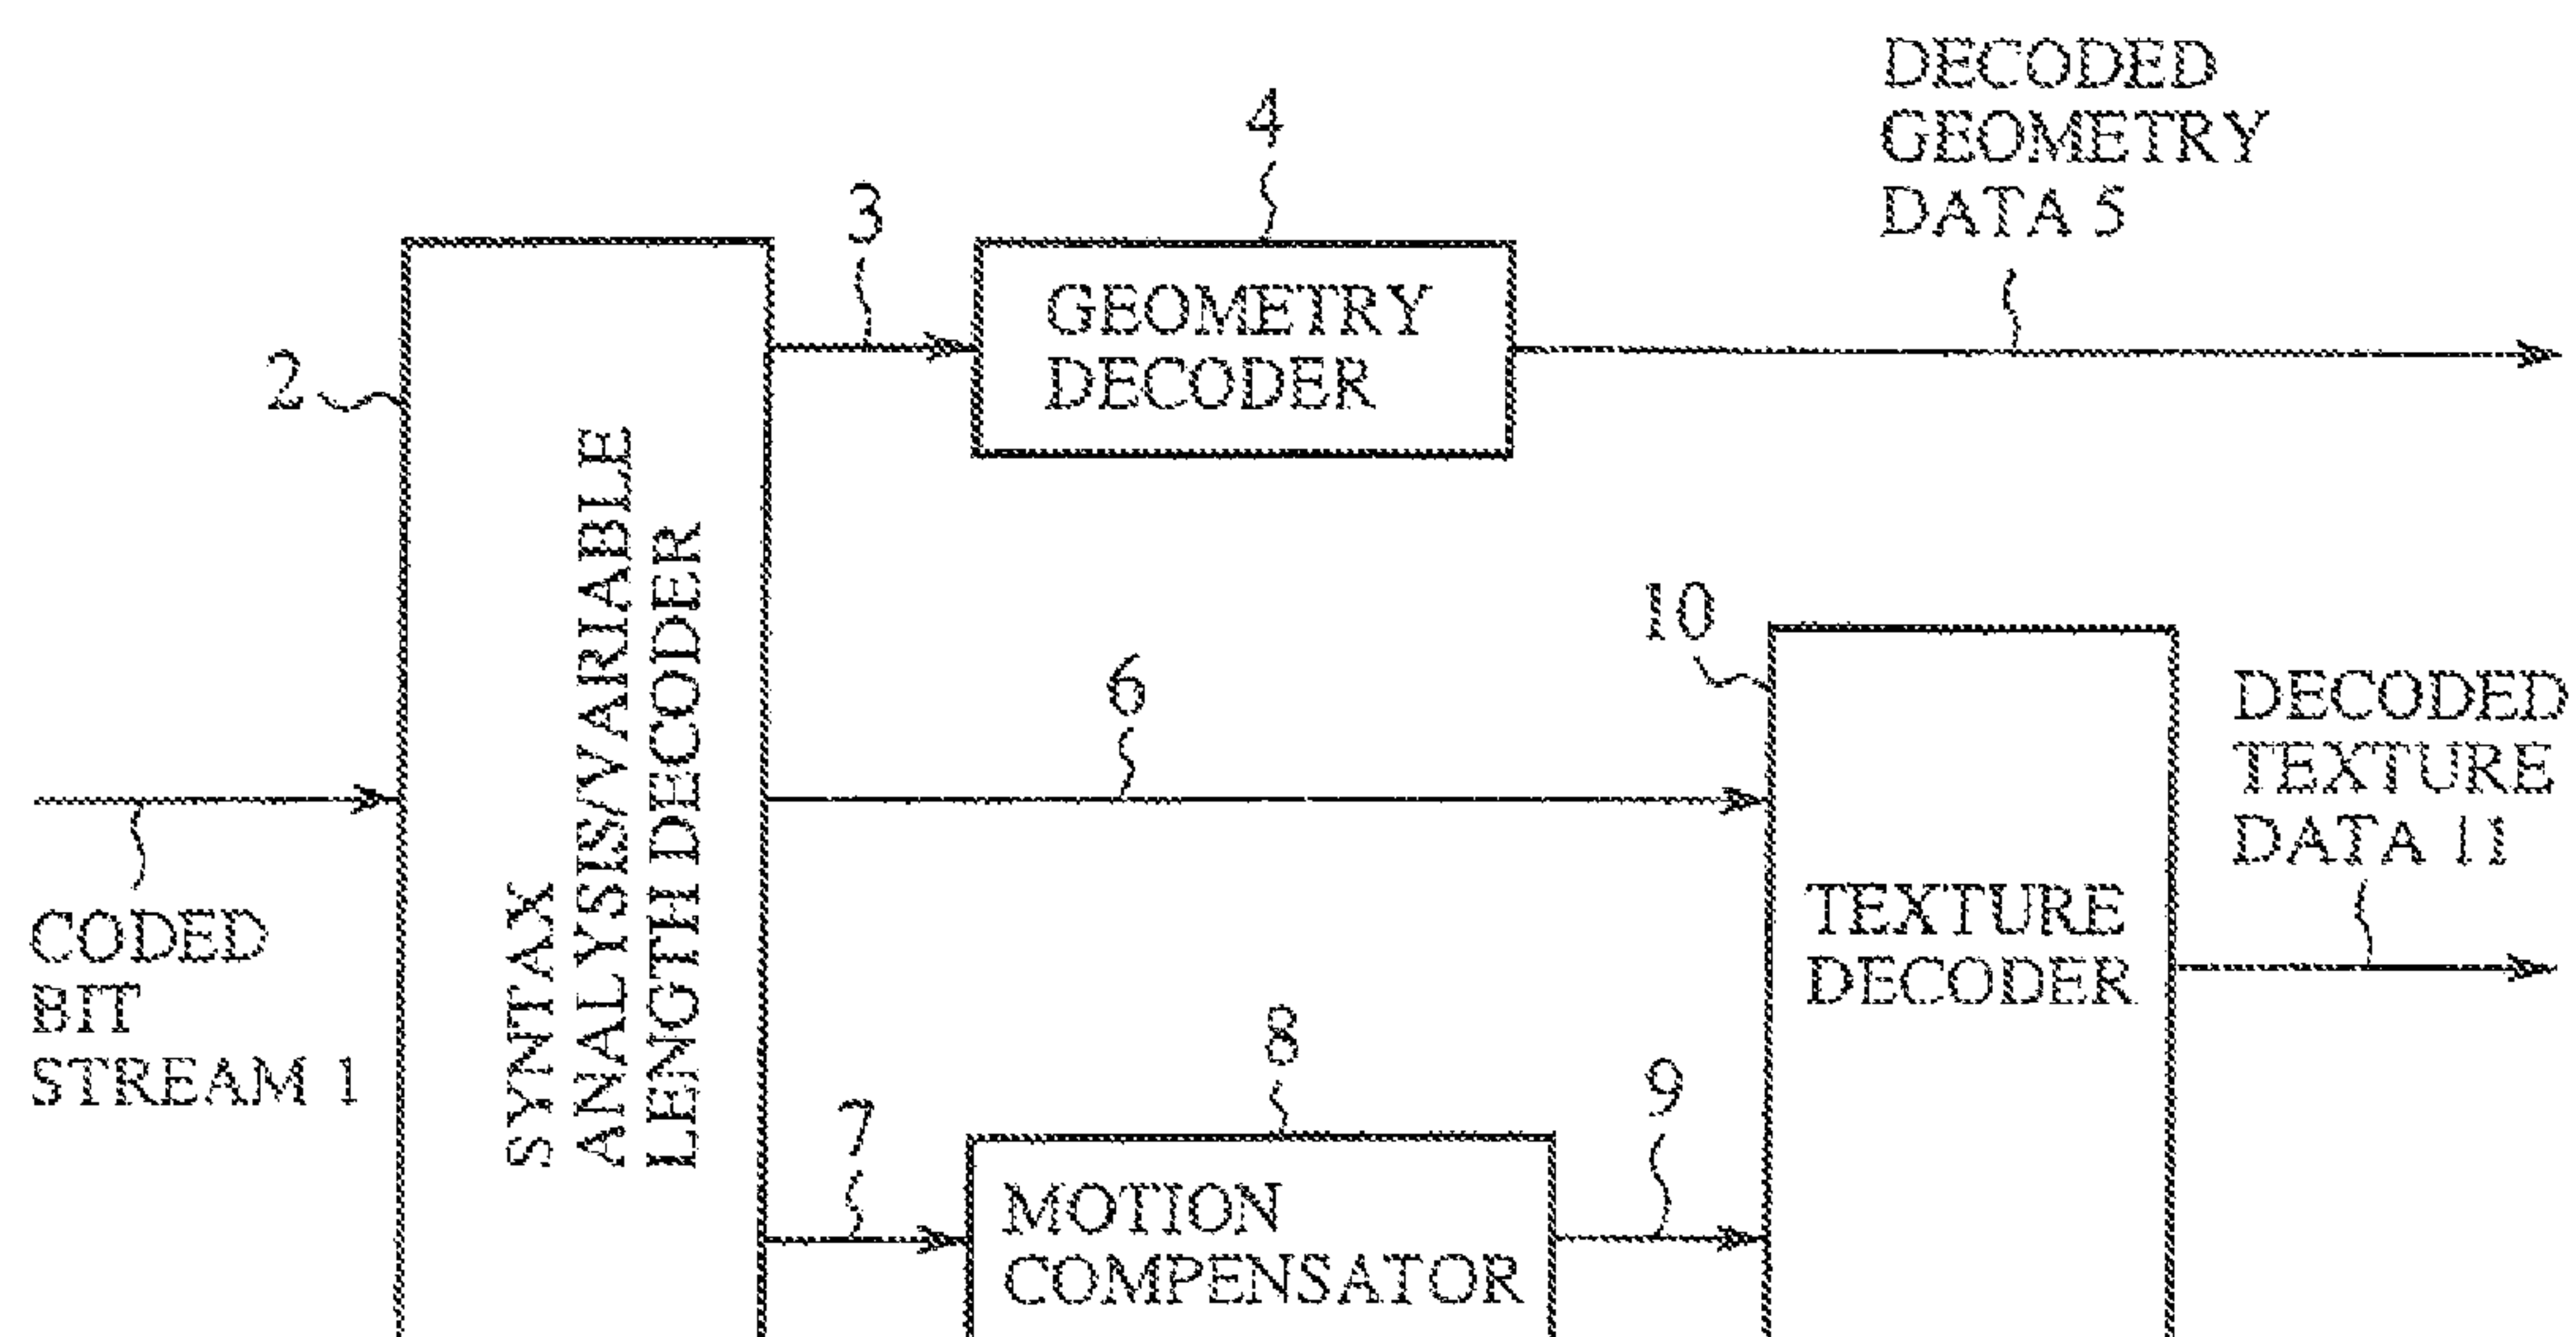 4
DECODED
GEOMETRY
DATA 5
3
GEOMETRY
DECODER
2
SYNTAX
ANALYSIS/VARIABLE
LENGTH DECODER
10
6
DECODED
TEXTURE
DATA 11
TEXTURE
DECODER
CODED
BIT
STREAM 1
8
9
7
MOTION
COMPENSATOR